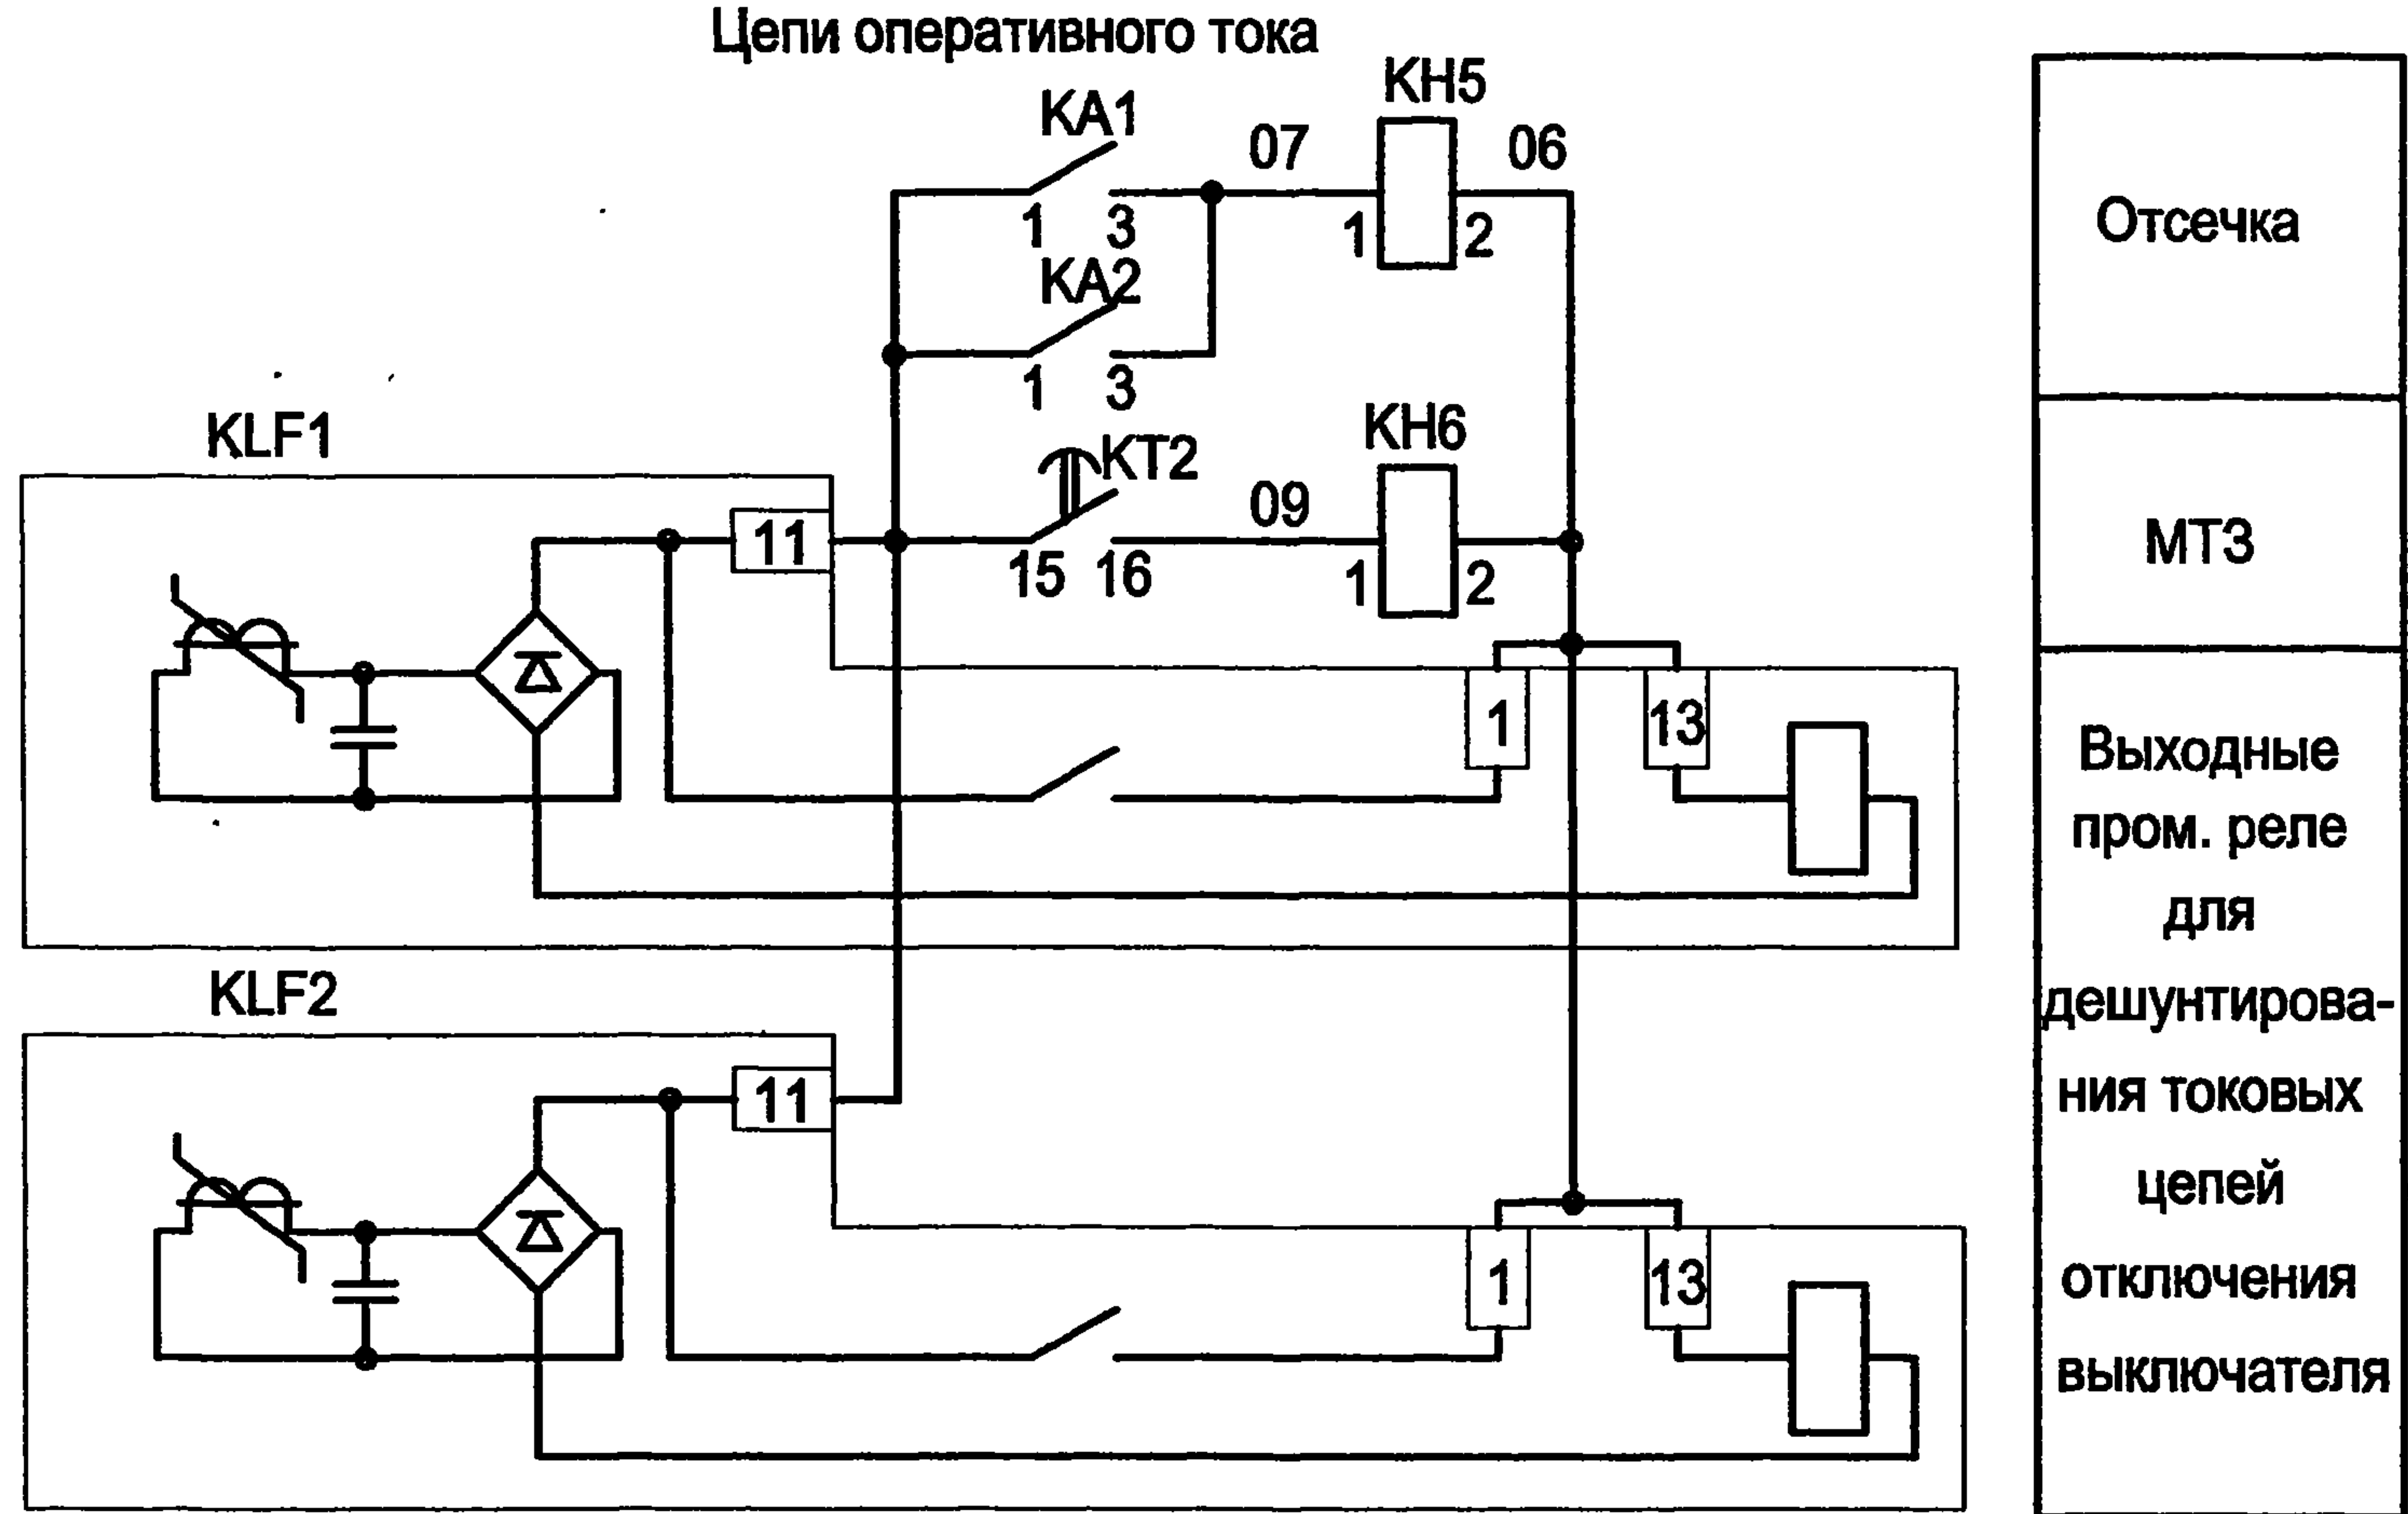 Цепи оперативного тока
KA1
KH5
07
06
1
3
1
2
KA2
1
3
KLF1
KT2
KH6
09
11
15
16
1
2
1
13
KLF2
11
1
13
Отсечка
МТЗ
Выходные
пром. реле
для
дешунтирова-
ния токовых
цепей
отключения
выключателя